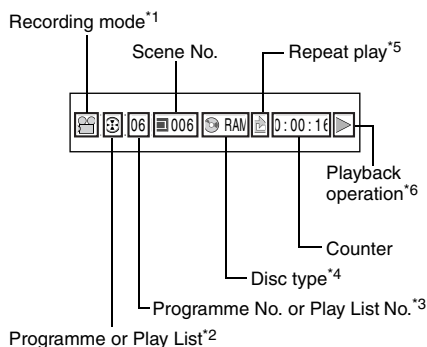 Recording mode*1
Scene No.
Repeat play*5
06 006 RAM 0:00:16
Playback
operation*6
Counter
Disc type*4
Programme No. or Play List No.*3
Programme or Play List*2